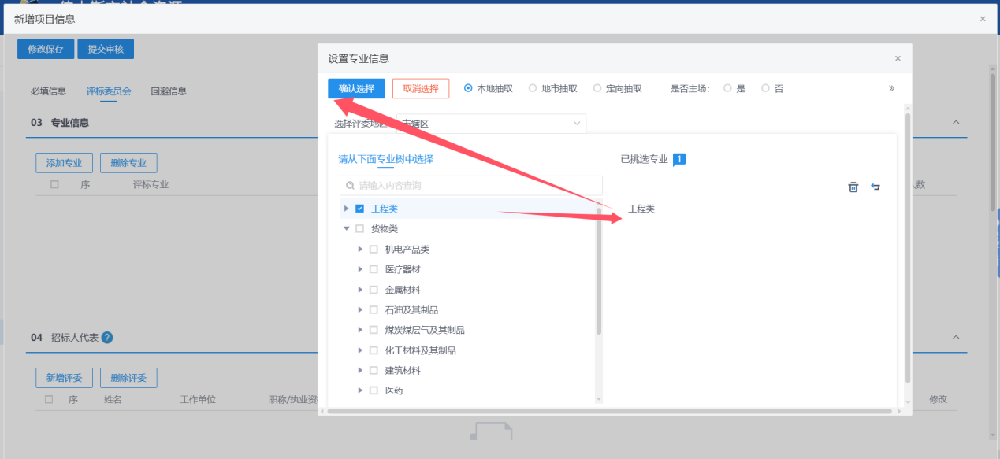 新增项目信息
修改保存
提交审核
必填信息
评标委员会
回避信息
03 专业信息
添加专业
删除专业
序
评标专业
人数
04 招标人代表
?
新增评委
删除评委
序
姓名
工作单位
职称/执业资
修改
设置专业信息
确认选择
取消选择
本地抽取
地市抽取
定向抽取
是否主场：
是
否
选择评委地区
市辖区
请从下面专业树中选择
请输入内容查询
工程类
货物类
机电产品类
医疗器材
金属材料
石油及其制品
煤炭煤层气及其制品
化工材料及其制品
建筑材料
医药
已挑选专业 1
工程类